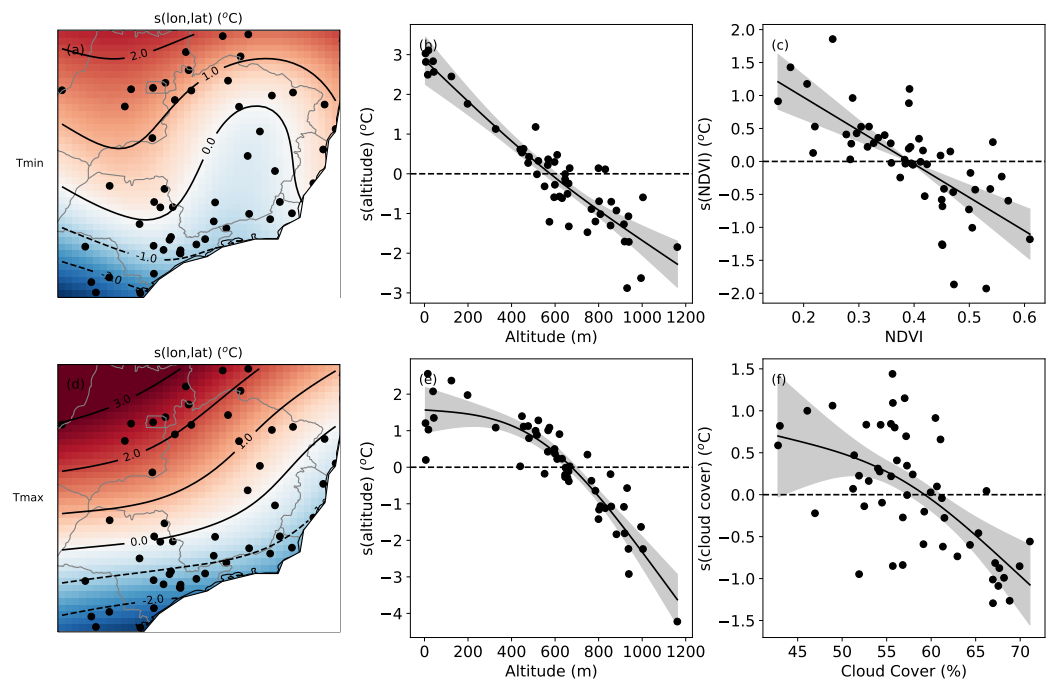 s(lon,lat) (°C)
(a)
2.0
1.0
0.0
-1.0
Tmin
(b)
s(altitude) (°C)
3
2
1
0
−1
−2
−3
0 200 400 600 800 1000 1200
Altitude (m)
(c)
s(NDVI) (°C)
2.0
1.5
1.0
0.5
0.0
−0.5
−1.0
−1.5
−2.0
0.2 0.3 0.4 0.5 0.6
NDVI
s(lon,lat) (°C)
(d)
3.0
2.0
1.0
0.0
-2.0
Tmax
(e)
s(altitude) (°C)
2
1
0
−1
−2
−3
−4
0 200 400 600 800 1000 1200
Altitude (m)
(f)
s(cloud cover) (°C)
1.5
1.0
0.5
0.0
−0.5
−1.0
−1.5
45 50 55 60 65 70
Cloud Cover (%)